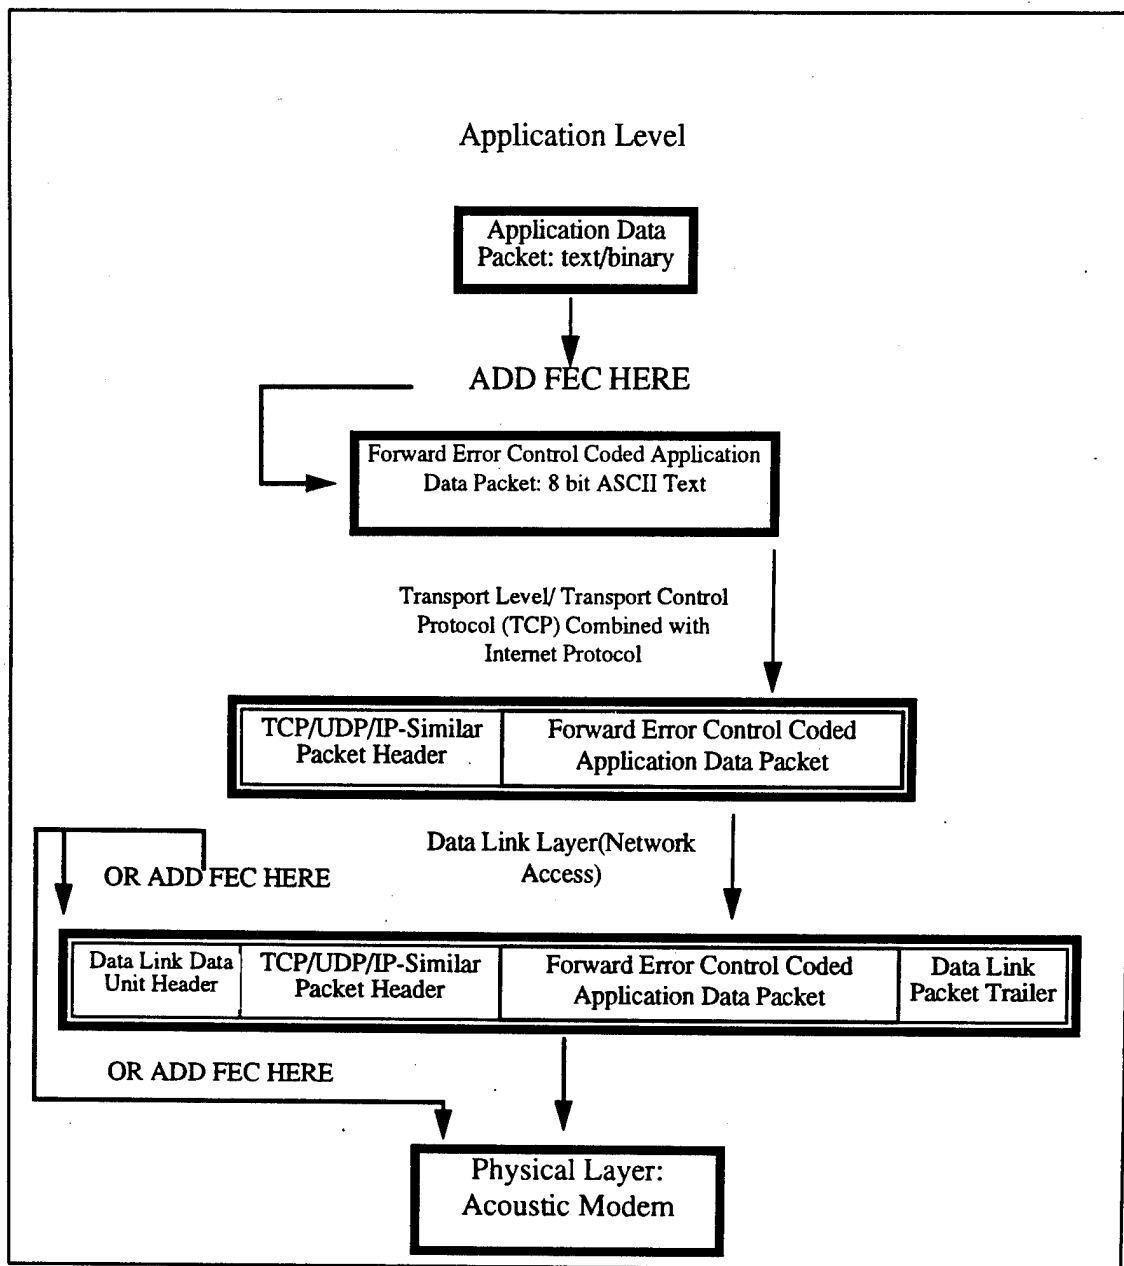 Application Level
Application Data
Packet: text/binary
ADD FEC HERE
Forward Error Control Coded Application
Data Packet: 8 bit ASCII Text
Transport Level/ Transport Control
Protocol (TCP) Combined with
Internet Protocol
TCP/UDP/IP-Similar
Packet Header
Forward Error Control Coded
Application Data Packet
Data Link Layer(Network
Access)
OR ADD FEC HERE
Data Link Data
Unit Header
TCP/UDP/IP-Similar
Packet Header
Forward Error Control Coded
Application Data Packet
Data Link
Packet Trailer
OR ADD FEC HERE
Physical Layer:
Acoustic Modem